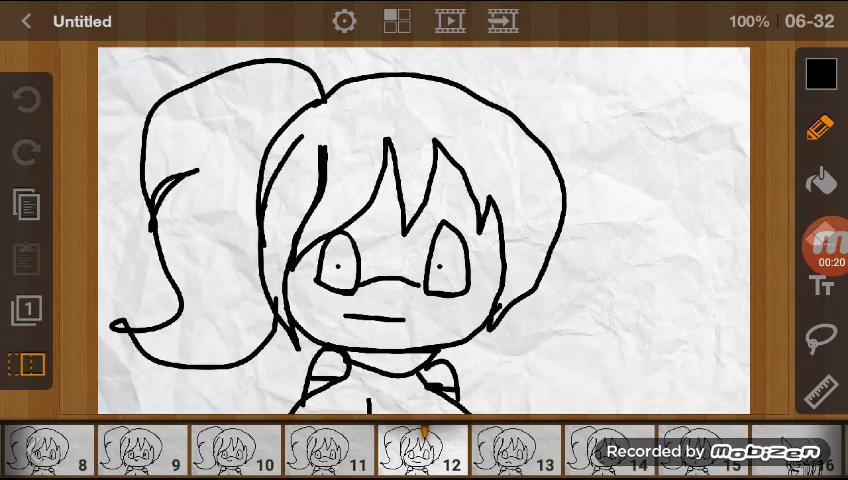 Untitled
100% 06-32
1
00:20
Tт
8 9 10 11 12 13 14 15 16
Recorded by Mobizen